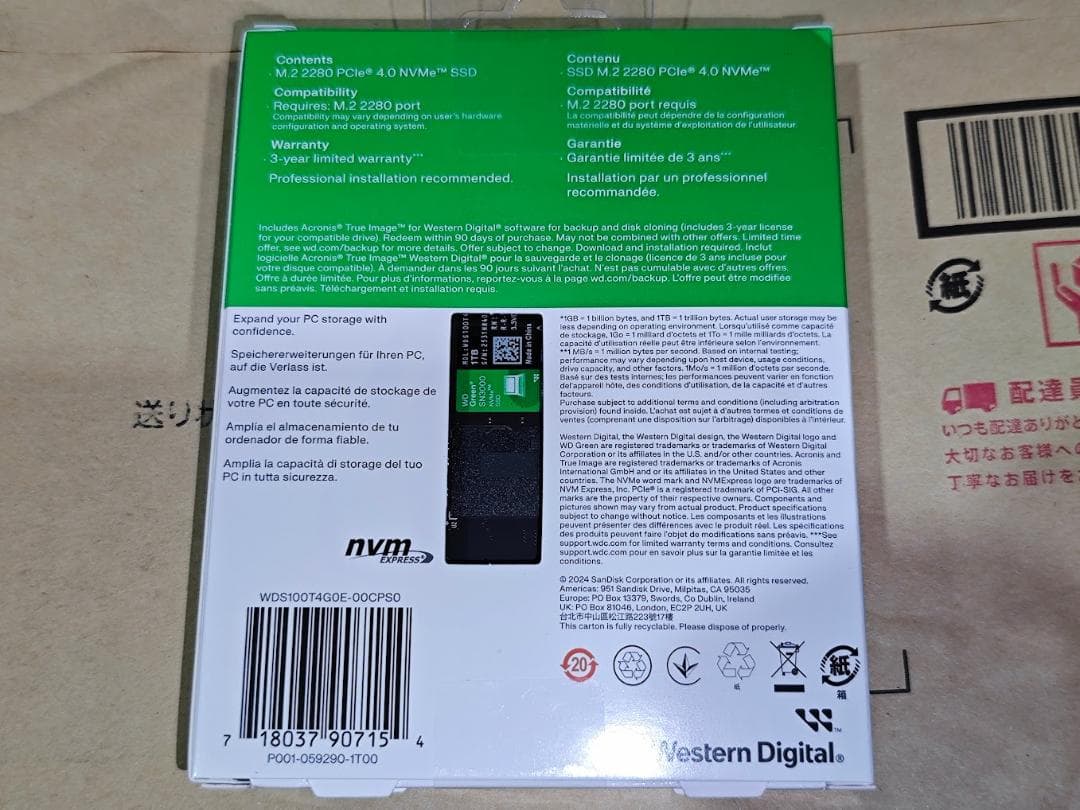 Contents
· M.2 2280 PCIe® 4.0 NVMe™ SSD
Compatibility
· Requires: M.2 2280 port
Compatibility may vary depending on user's hardware
configuration and operating system.
Warranty
· 3-year limited warranty***
Professional installation recommended.
Contenu
· SSD M.2 2280 PCIe® 4.0 NVMe™
Compatibilité
· M.2 2280 port requis
La compatibilité peut dépendre de la configuration
matérielle et du système d'exploitation de l'utilisateur.
Garantie
· Garantie limitée de 3 ans***
Installation par un professionnel
recommandée.
Includes Acronis® True Image™ for Western Digital® software for backup and disk cloning (includes 3-year license
for your compatible drive). Redeem within 90 days of purchase. May not be combined with other offers. Limited time
offer, see wd.com/backup for more details. Offer subject to change. Download and installation required. Inclut
logicielle Acronis® True Image™ Western Digital® pour la sauvegarde et le clonage (licence de 3 ans incluse pour
votre disque compatible). À demander dans les 90 jours suivant l'achat. N'est pas cumulable avec d'autres offres.
Offre à durée limitée. Pour plus d'informations, reportez-vous à la page wd.com/backup. L'offre peut être modifiée
sans préavis. Téléchargement et installation requis.
Expand your PC storage with
confidence.
Speichererweiterungen für Ihren PC,
auf die Verlass ist.
Augmentez la capacité de stockage de
votre PC en toute sécurité.
Amplía el almacenamiento de tu
ordenador de forma fiable.
Amplia la capacità di storage del tuo
PC in tutta sicurezza.
1TB
Made in China
WD
Green®
SN3000
NVMe™
SSD
*1GB = 1 billion bytes, and 1TB = 1 trillion bytes. Actual user storage may be
less depending on operating environment. Lorsqu'utilisé comme capacité
de stockage, 1Go = 1 milliard d'octets et 1To = 1 mille milliards d'octets. La
capacité d'utilisation réelle peut être inférieure selon l'environnement.
**1 MB/s = 1 million bytes per second. Based on internal testing;
performance may vary depending upon host device, usage conditions,
drive capacity, and other factors. 1Mo/s = 1 million d'octets par seconde.
Basé sur des tests internes; les performances peuvent varier en fonction
de l'appareil hôte, des conditions d'utilisation, de la capacité et d'autres
facteurs.
Purchase subject to additional terms and conditions (including arbitration
provision) found inside. L'achat est sujet à d'autres termes et conditions de
ventes (comprenant une disposition sur l'arbitrage) disponibles à l'intérieur.
Western Digital, the Western Digital design, the Western Digital logo and
WD Green are registered trademarks or trademarks of Western Digital
Corporation or its affiliates in the U.S. and/or other countries. Acronis and
True Image are registered trademarks or trademarks of Acronis
International GmbH and or its affiliates in the United States and other
countries. The NVMe word mark and NVMExpress logo are trademarks of
NVM Express, Inc. PCIe® is a registered trademark of PCI-SIG. All other
marks are the property of their respective owners. Components and
pictures shown may vary from actual product. Product specifications
subject to change without notice. Les composants et les illustrations
peuvent présenter des différences avec le produit réel. Les spécifications
des produits peuvent faire l'objet de modifications sans préavis. ***See
support.wdc.com for limited warranty terms and conditions. Consultez
support.wdc.com pour en savoir plus sur la garantie limitée et les
conditions.
© 2024 SanDisk Corporation or its affiliates. All rights reserved.
Americas: 951 Sandisk Drive, Milpitas, CA 95035
Europe: PO Box 13379, Swords, Co Dublin, Ireland
UK: PO Box 81046, London, EC2P 2UH, UK
台北市中山區松江路223號17樓
This carton is fully recyclable. Please dispose of properly.
nvm
EXPRESS
WDS100T4G0E-00CPS0
7 18037 90715 4
P001-059290-1T00
20
紙
紙
箱
Western Digital®
送り
紙
配達員
いつも配達ありがと
大切なお客様への
丁寧なお届けを